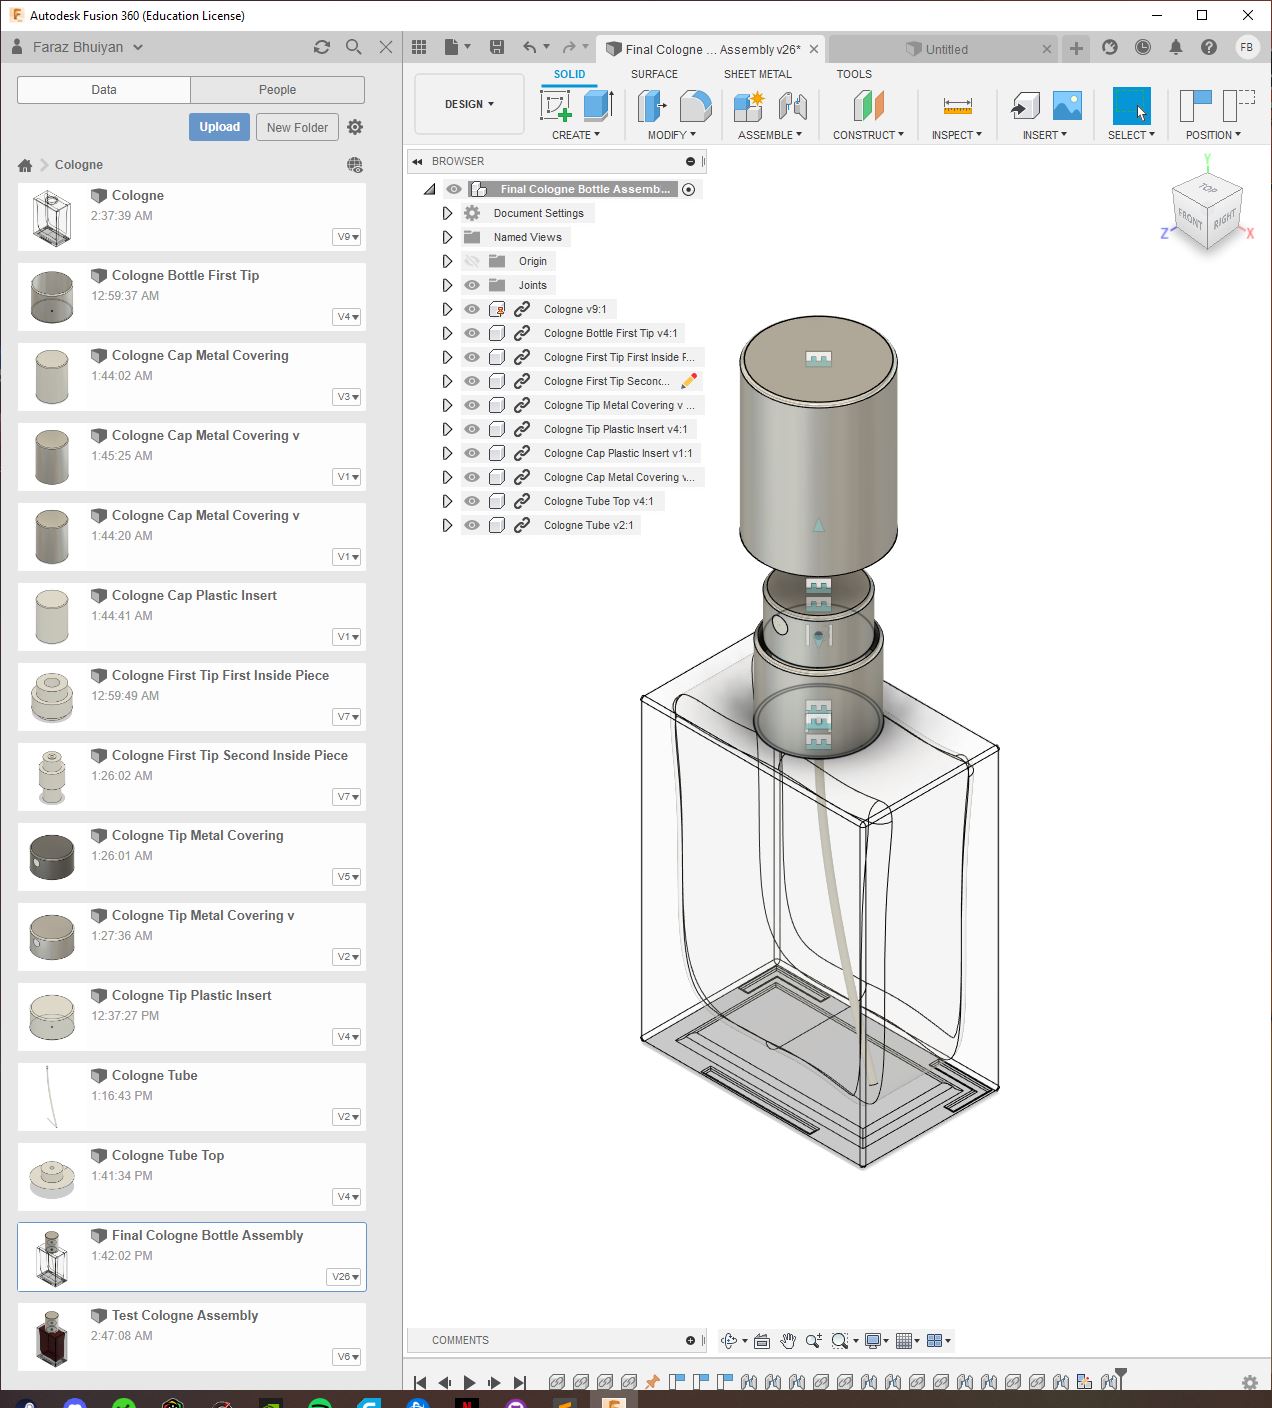 Autodesk Fusion 360 (Education License)
Faraz Bhuiyan
Final Cologne ... Assembly v26*
Untitled
FB
Data
People
Upload
New Folder
Cologne
DESIGN
SOLID
SURFACE
SHEET METAL
TOOLS
CREATE
MODIFY
ASSEMBLE
CONSTRUCT
INSPECT
INSERT
SELECT
POSITION
BROWSER
Final Cologne Bottle Assemb...
Document Settings
Named Views
Origin
Joints
Cologne v9:1
Cologne Bottle First Tip v4:1
Cologne First Tip First Inside F...
Cologne First Tip Second...
Cologne Tip Metal Covering v ...
Cologne Tip Plastic Insert v4:1
Cologne Cap Plastic Insert v1:1
Cologne Cap Metal Covering v...
Cologne Tube Top v4:1
Cologne Tube v2:1
Y
TOP
FRONT
RIGHT
Z
X
Cologne
2:37:39 AM
V9
Cologne Bottle First Tip
12:59:37 AM
V4
Cologne Cap Metal Covering
1:44:02 AM
V3
Cologne Cap Metal Covering v
1:45:25 AM
V1
Cologne Cap Metal Covering v
1:44:20 AM
V1
Cologne Cap Plastic Insert
1:44:41 AM
V1
Cologne First Tip First Inside Piece
12:59:49 AM
V7
Cologne First Tip Second Inside Piece
1:26:02 AM
V7
Cologne Tip Metal Covering
1:26:01 AM
V5
Cologne Tip Metal Covering v
1:27:36 AM
V2
Cologne Tip Plastic Insert
12:37:27 PM
V4
Cologne Tube
1:16:43 PM
V2
Cologne Tube Top
1:41:34 PM
V4
Final Cologne Bottle Assembly
1:42:02 PM
V26
Test Cologne Assembly
2:47:08 AM
V6
COMMENTS